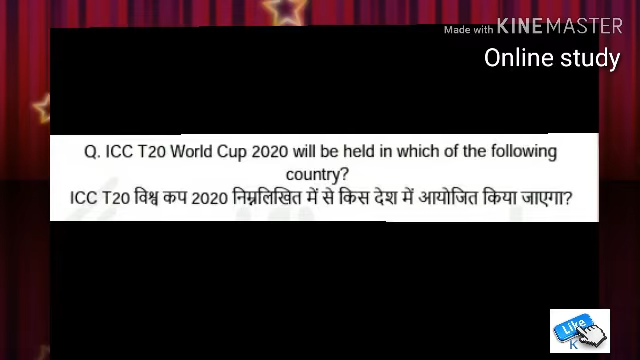 Made with KINEMASTER
Online study
Q. ICC T20 World Cup 2020 will be held in which of the following
country?
ICC T20 विश्व कप 2020 निम्नलिखित में से किस देश में आयोजित किया जाएगा?
Like
K